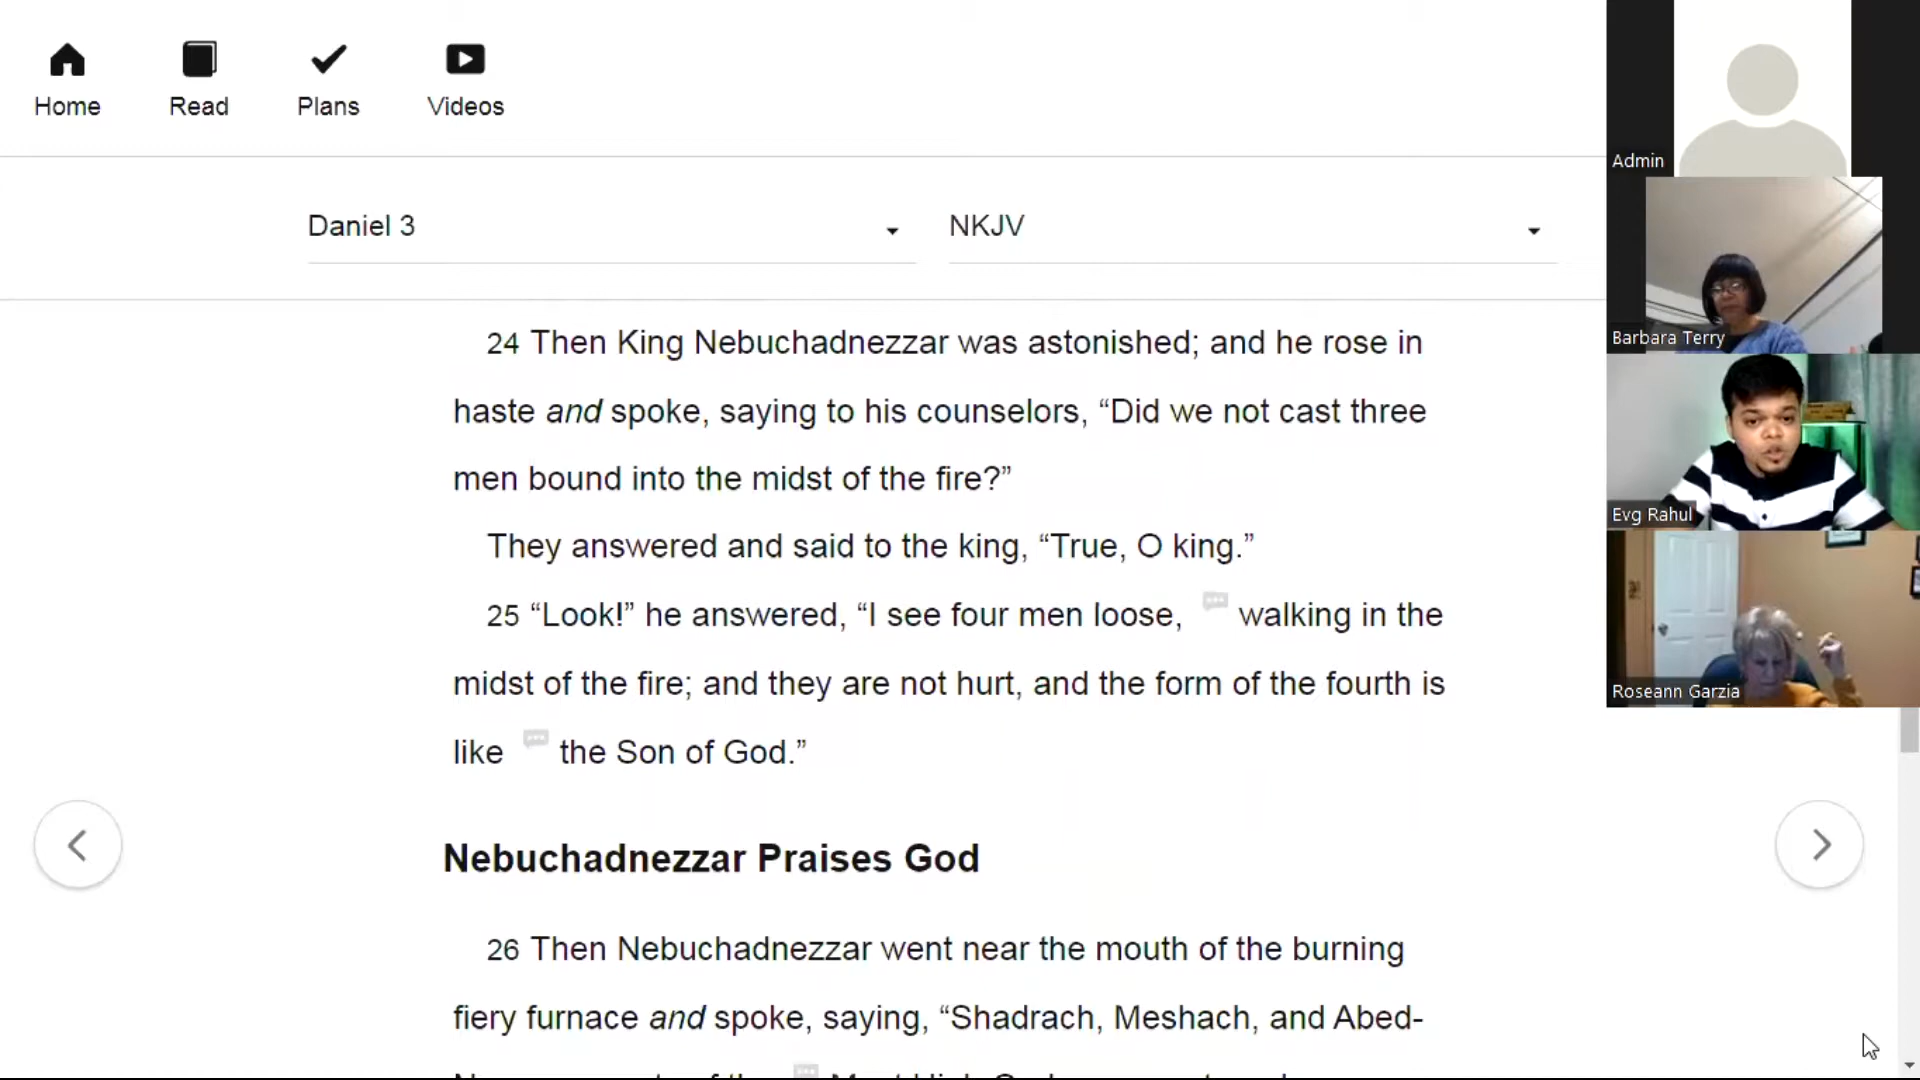 Home Read Plans Videos
Admin
Daniel 3 NKJV
Barbara Terry
24 Then King Nebuchadnezzar was astonished; and he rose in
haste and spoke, saying to his counselors, “Did we not cast three
men bound into the midst of the fire?”
Evg Rahul
They answered and said to the king, “True, O king.”
25 “Look!” he answered, “I see four men loose, walking in the
midst of the fire; and they are not hurt, and the form of the fourth is
Roseann Garzia
like the Son of God.”
Nebuchadnezzar Praises God
26 Then Nebuchadnezzar went near the mouth of the burning
fiery furnace and spoke, saying, “Shadrach, Meshach, and Abed-